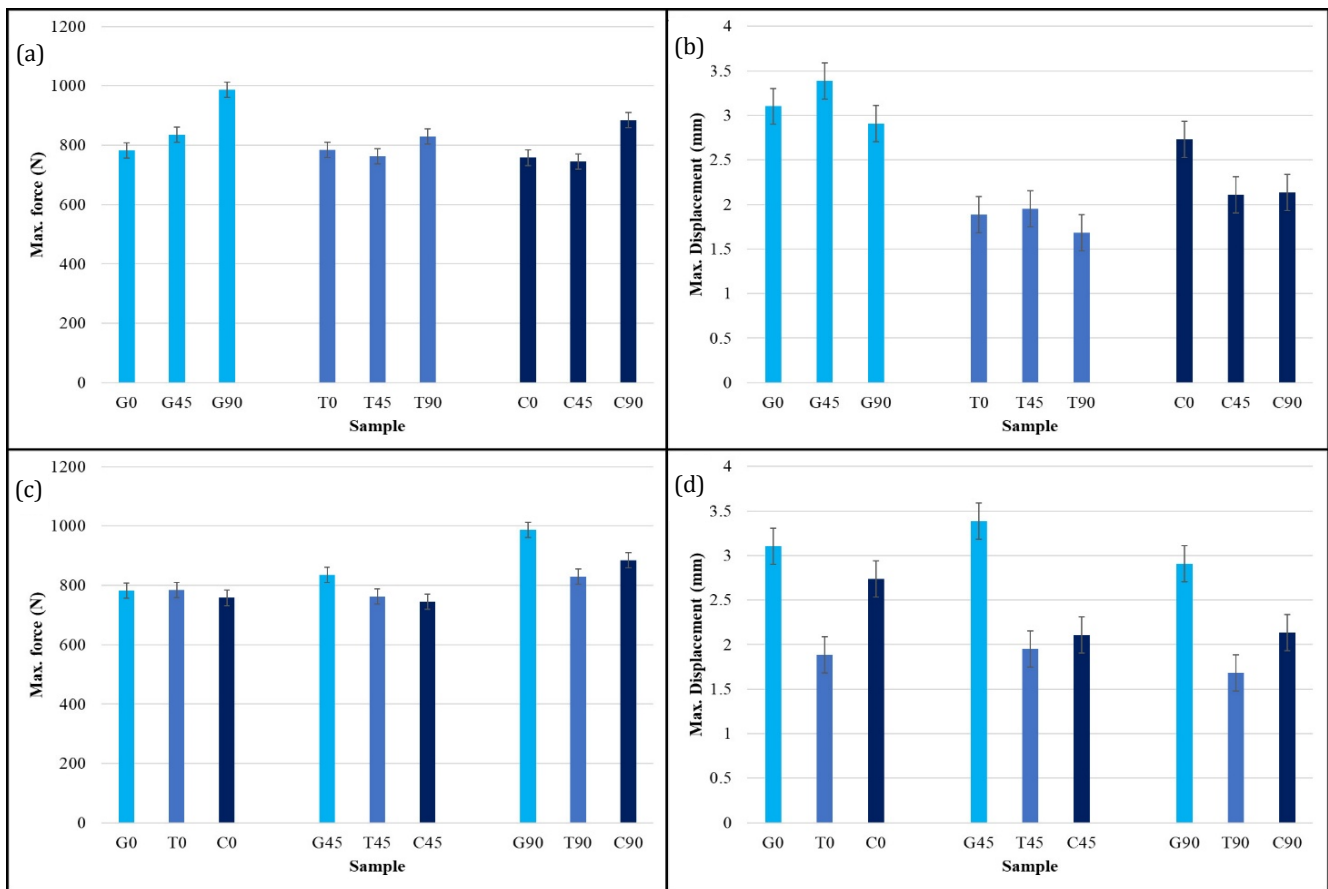 (a)
Max. force (N)
1200
1000
800
600
400
200
0
G0 G45 G90 T0 T45 T90 C0 C45 C90
Sample
(b)
Max. Displacement (mm)
4
3.5
3
2.5
2
1.5
1
0.5
0
G0 G45 G90 T0 T45 T90 C0 C45 C90
Sample
(c)
Max. force (N)
1200
1000
800
600
400
200
0
G0 T0 C0 G45 T45 C45 G90 T90 C90
Sample
(d)
Max. Displacement (mm)
4
3.5
3
2.5
2
1.5
1
0.5
0
G0 T0 C0 G45 T45 C45 G90 T90 C90
Sample